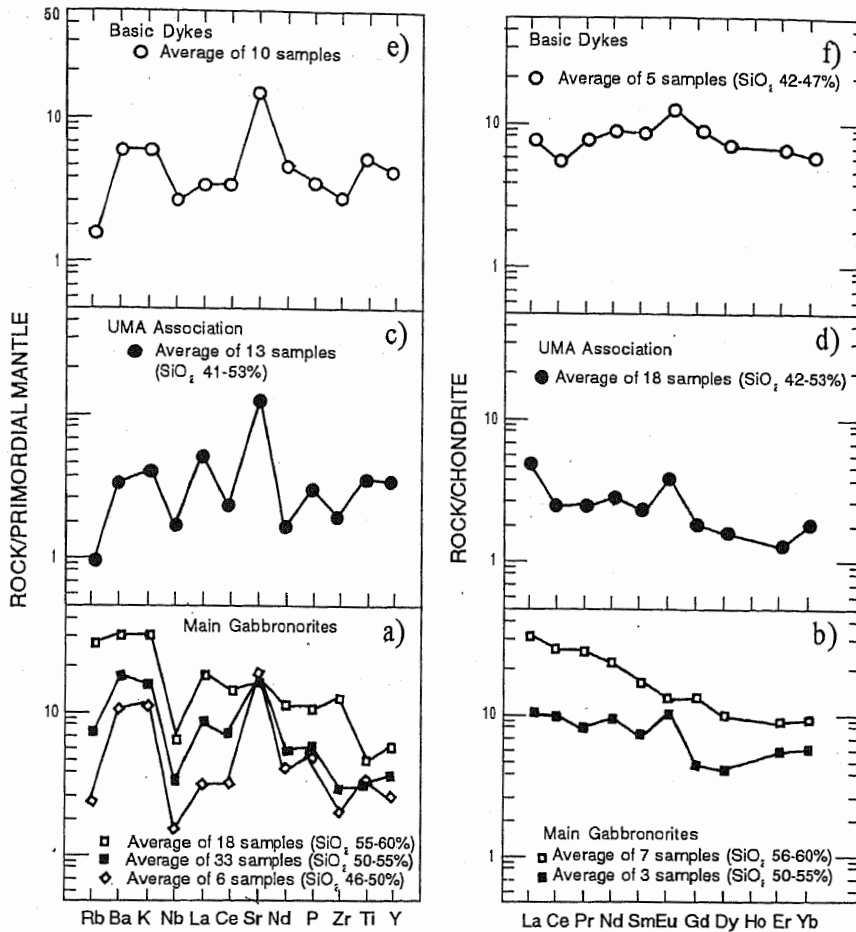 50
Basic Dykes
e)
Average of 10 samples
10
1
UMA Association
c)
Average of 13 samples
(SiO2 41-53%)
1
Main Gabbronorites
a)
10
Average of 18 samples (SiO2 55-60%)
1
Average of 33 samples (SiO2 50-55%)
Average of 6 samples (SiO2 46-50%)
Rb Ba K Nb La Ce Sr Nd P Zr Ti Y
ROCK/PRIMORDIAL MANTLE
Basic Dykes
f)
Average of 5 samples (SiO2 42-47%)
10
1
UMA Association
d)
Average of 18 samples (SiO2 42-53%)
10
1
b)
10
Main Gabbronorites
Average of 7 samples (SiO2 56-60%)
1
Average of 3 samples (SiO2 50-55%)
La Ce Pr Nd Sm Eu Gd Dy Ho Er Yb
ROCK/CHONDRITE